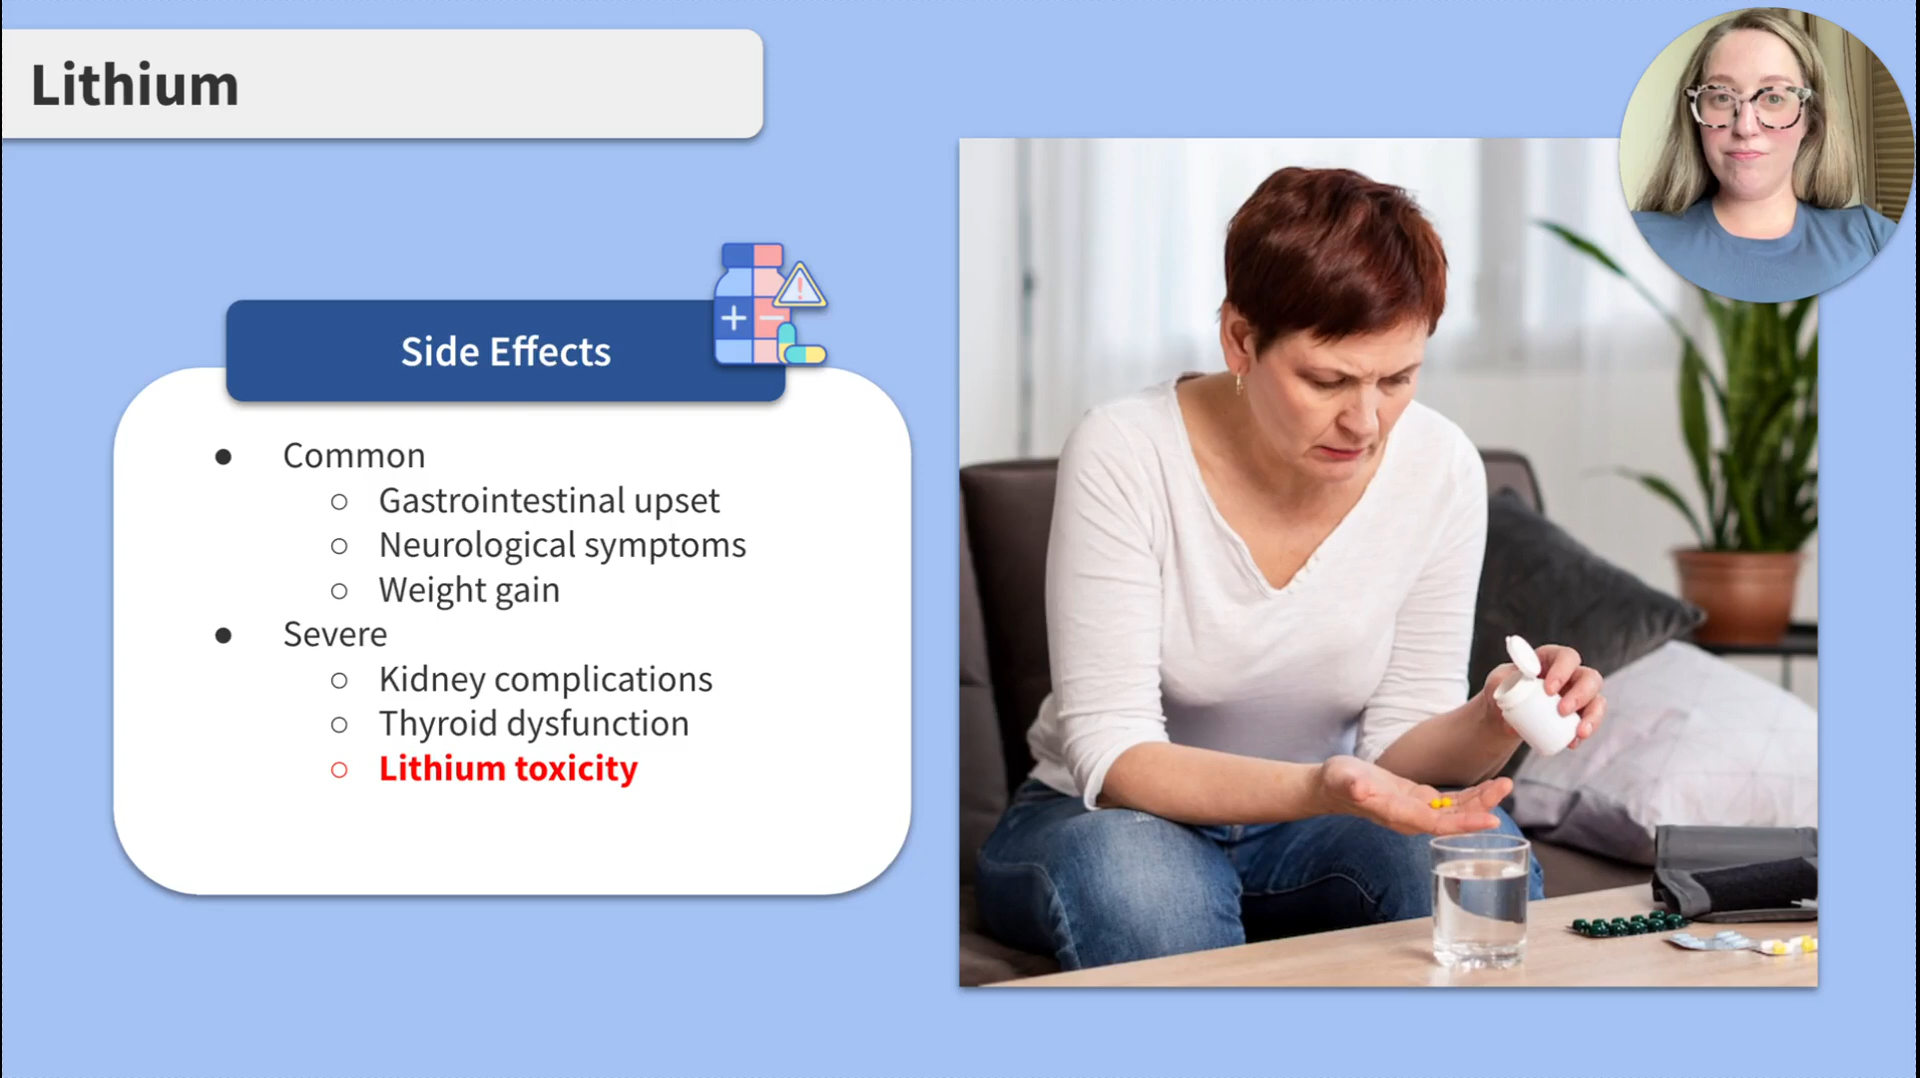 Lithium
Side Effects
Common
Gastrointestinal upset
Neurological symptoms
Weight gain
Severe
Kidney complications
Thyroid dysfunction
Lithium toxicity